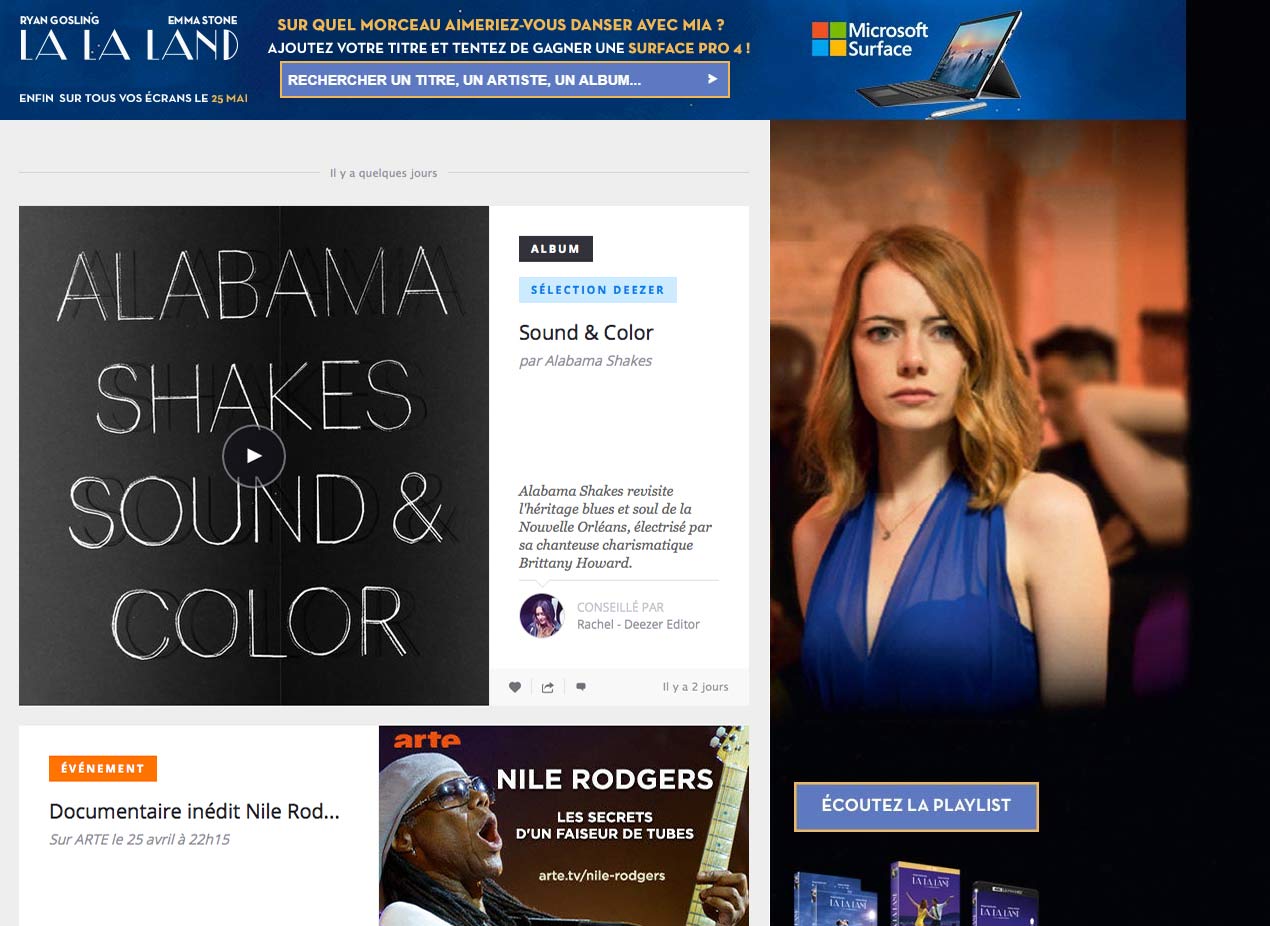 RYAN GOSLING EMMA STONE
LA LA LAND
ENFIN SUR TOUS VOS ÉCRANS LE 25 MAI
SUR QUEL MORCEAU AIMERIEZ-VOUS DANSER AVEC MIA ?
AJOUTEZ VOTRE TITRE ET TENTEZ DE GAGNER UNE SURFACE PRO 4 !
RECHERCHER UN TITRE, UN ARTISTE, UN ALBUM...
Microsoft
Surface
Il y a quelques jours
ALABAMA
SHAKES
SOUND &
COLOR
ALBUM
SÉLECTION DEEZER
Sound & Color
par Alabama Shakes
Alabama Shakes revisite
l'héritage blues et soul de la
Nouvelle Orléans, électrisé par
sa chanteuse charismatique
Brittany Howard.
CONSEILLÉ PAR
Rachel - Deezer Editor
Il y a 2 jours
ÉVÉNEMENT
Documentaire inédit Nile Rod...
Sur ARTE le 25 avril à 22h15
arte
NILE RODGERS
LES SECRETS
D'UN FAISEUR DE TUBES
arte.tv/nile-rodgers
ÉCOUTEZ LA PLAYLIST
LA LA LAND
LA LA LAND
LA LA LAND